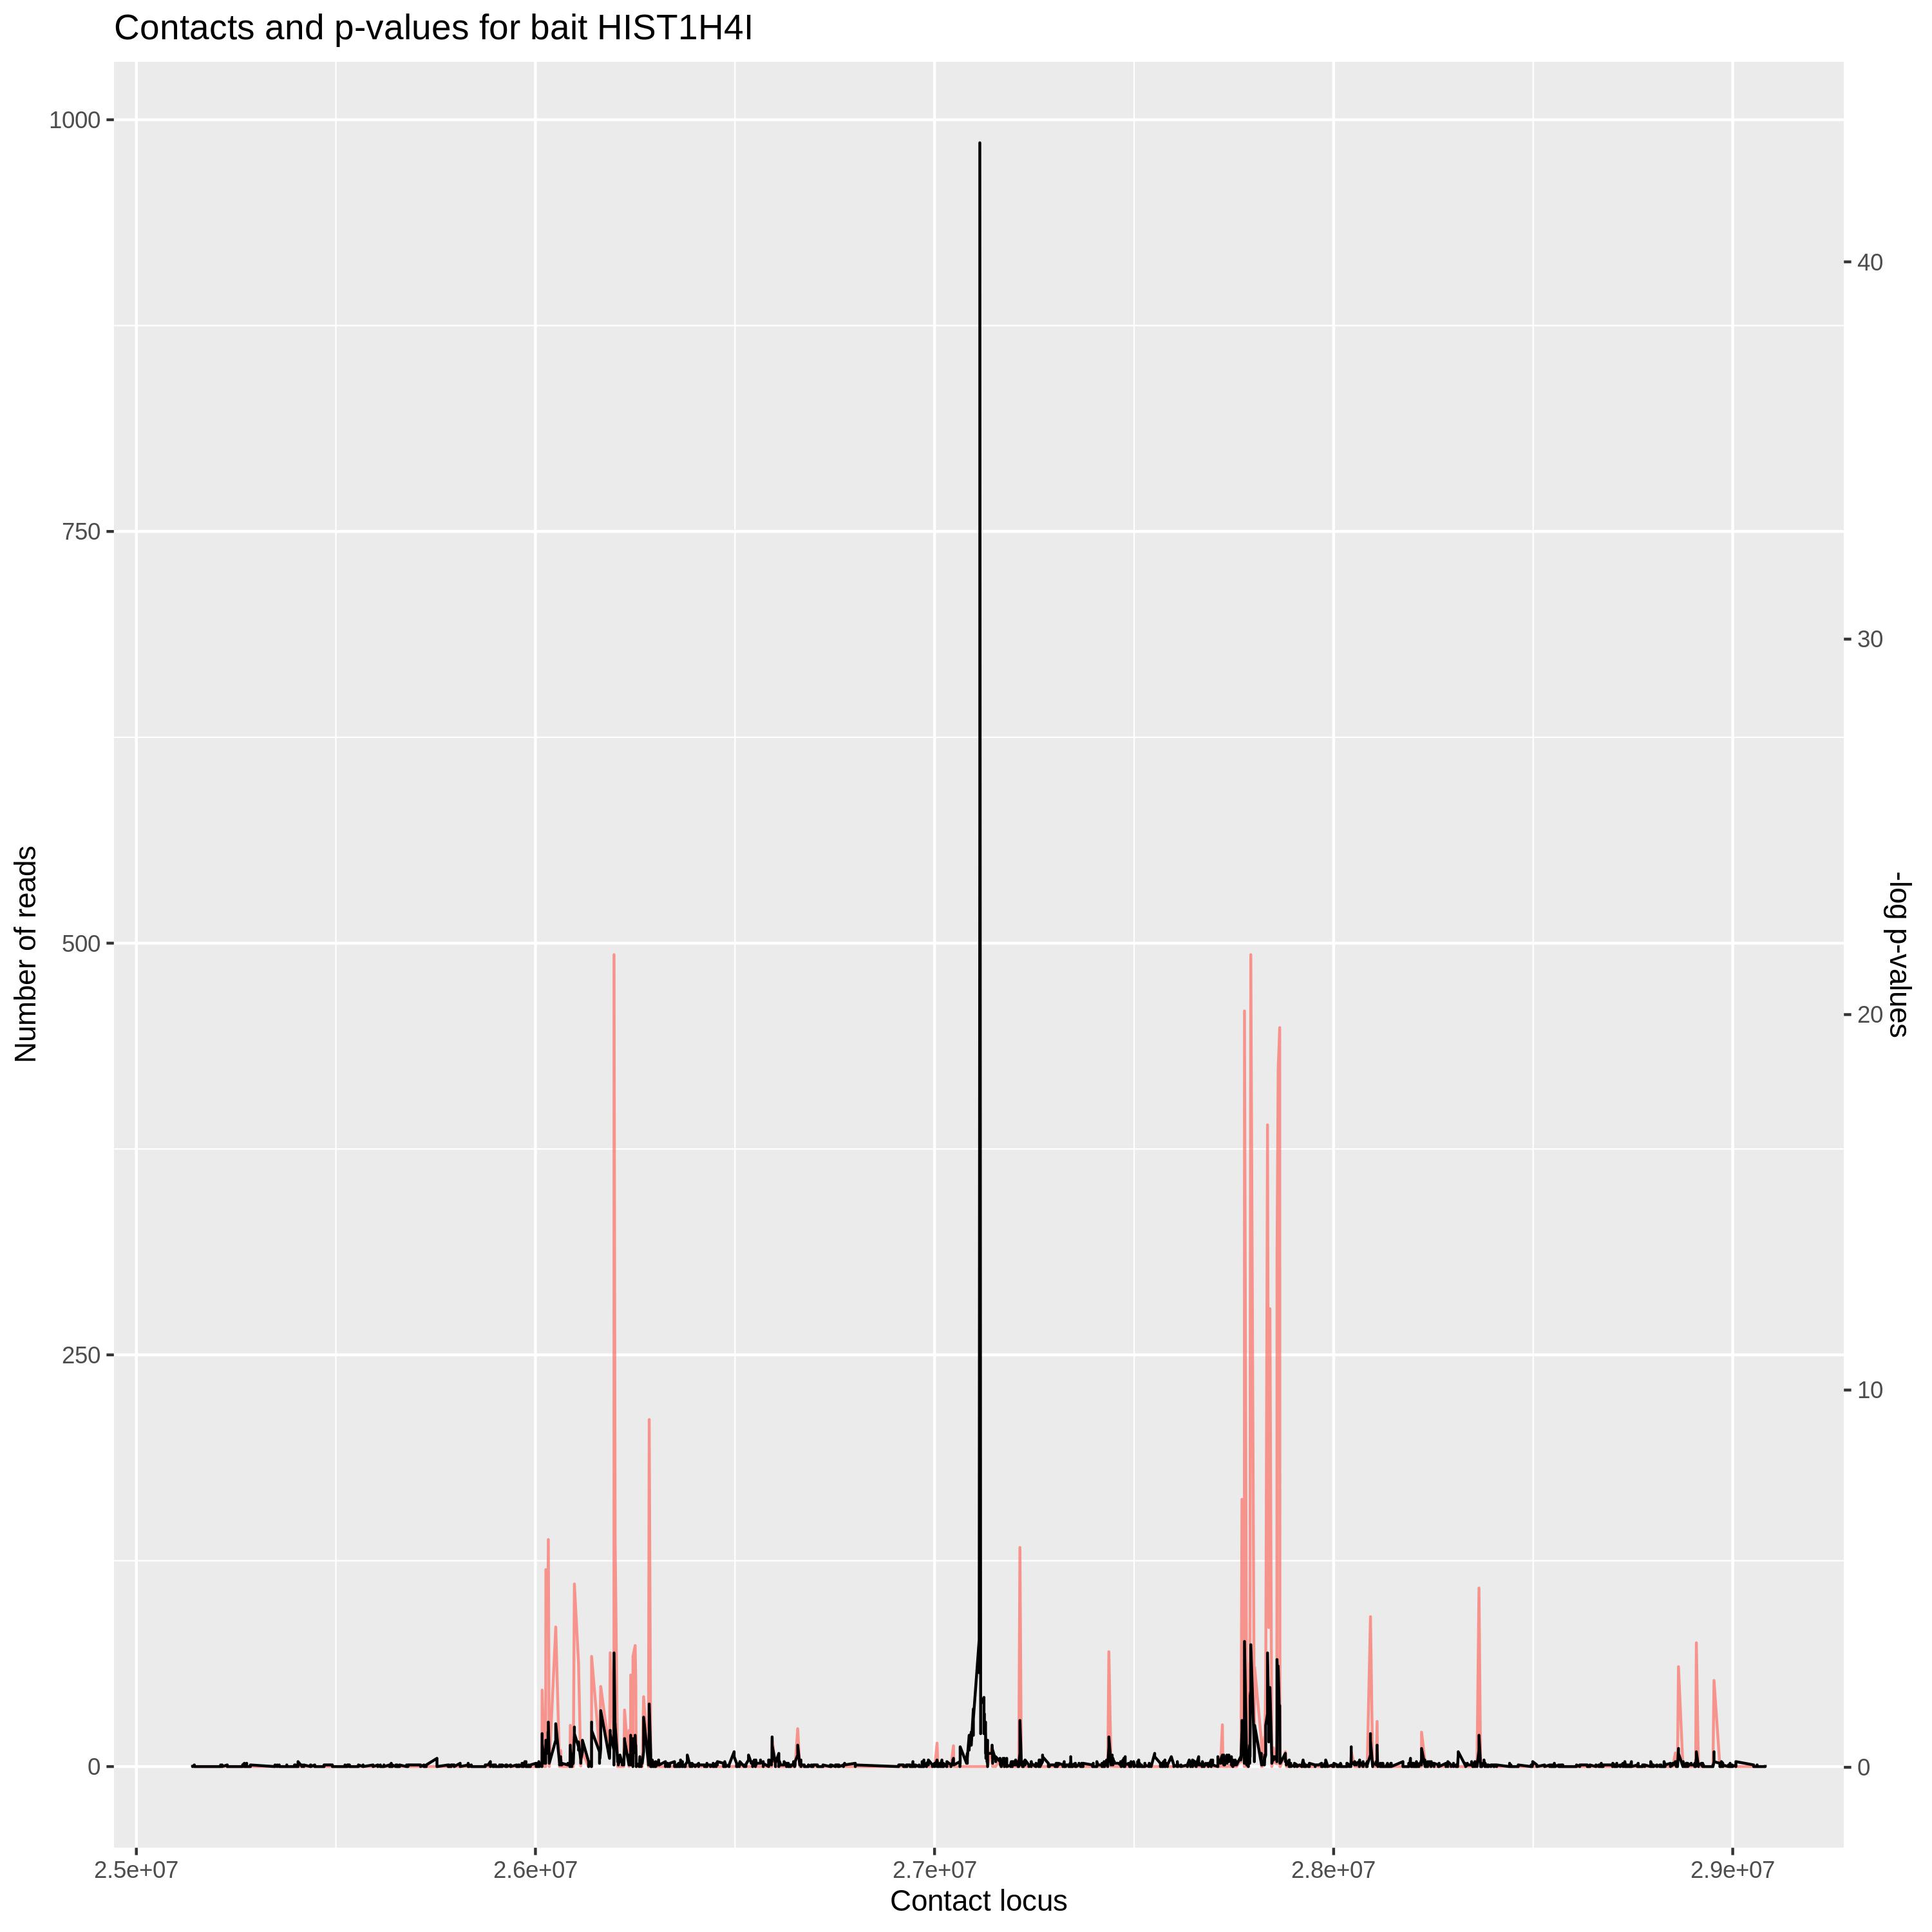 Contacts and p-values for bait HIST1H4I
1000
750
500
250
0
Number of reads
40
30
20
10
0
-log p-values
2.5e+07
2.6e+07
2.7e+07
2.8e+07
2.9e+07
Contact locus